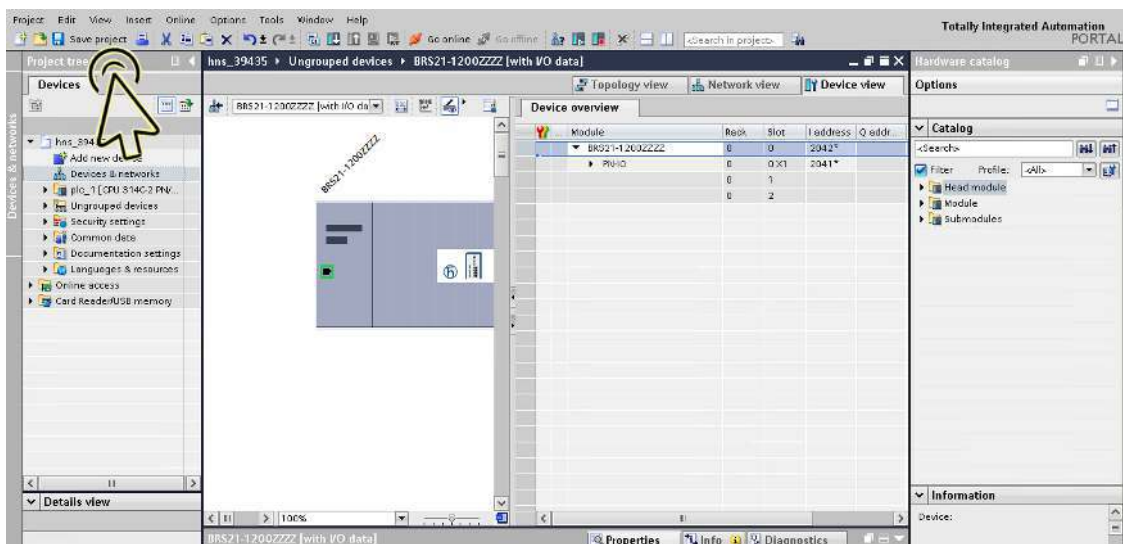 Project Edit View Insert Online Options Tools Window Help
Totally Integrated Automation
PORTAL
Save project
Go online
Go offline
<Search in project>
Project tree
hns_39435 ▸ Ungrouped devices ▸ BRS21-1200ZZZZ [with I/O data]
Hardware catalog
Devices
Topology view
Network view
Device view
Options
BRS21-1200ZZZZ [with I/O da
Device overview
Devices & networks
Module Rack Slot I address Q addr...
Catalog
BRS21-1200ZZZZ 0 0 2042*
<Search>
Add new
PN-IO 0 0 X1 2041*
Filter Profile: <All>
Devices & networks
0 1
Head module
plc_1 [CPU 314C-2 PN/...
0 2
Module
Ungrouped devices
Submodules
Security settings
Common data
Documentation settings
Languages & resources
Online access
Card Reader/USB memory
BRS21-1200ZZZZ
Details view
100%
Information
Device:
BRS21-1200ZZZZ [with I/O data]
Properties
Info
Diagnostics